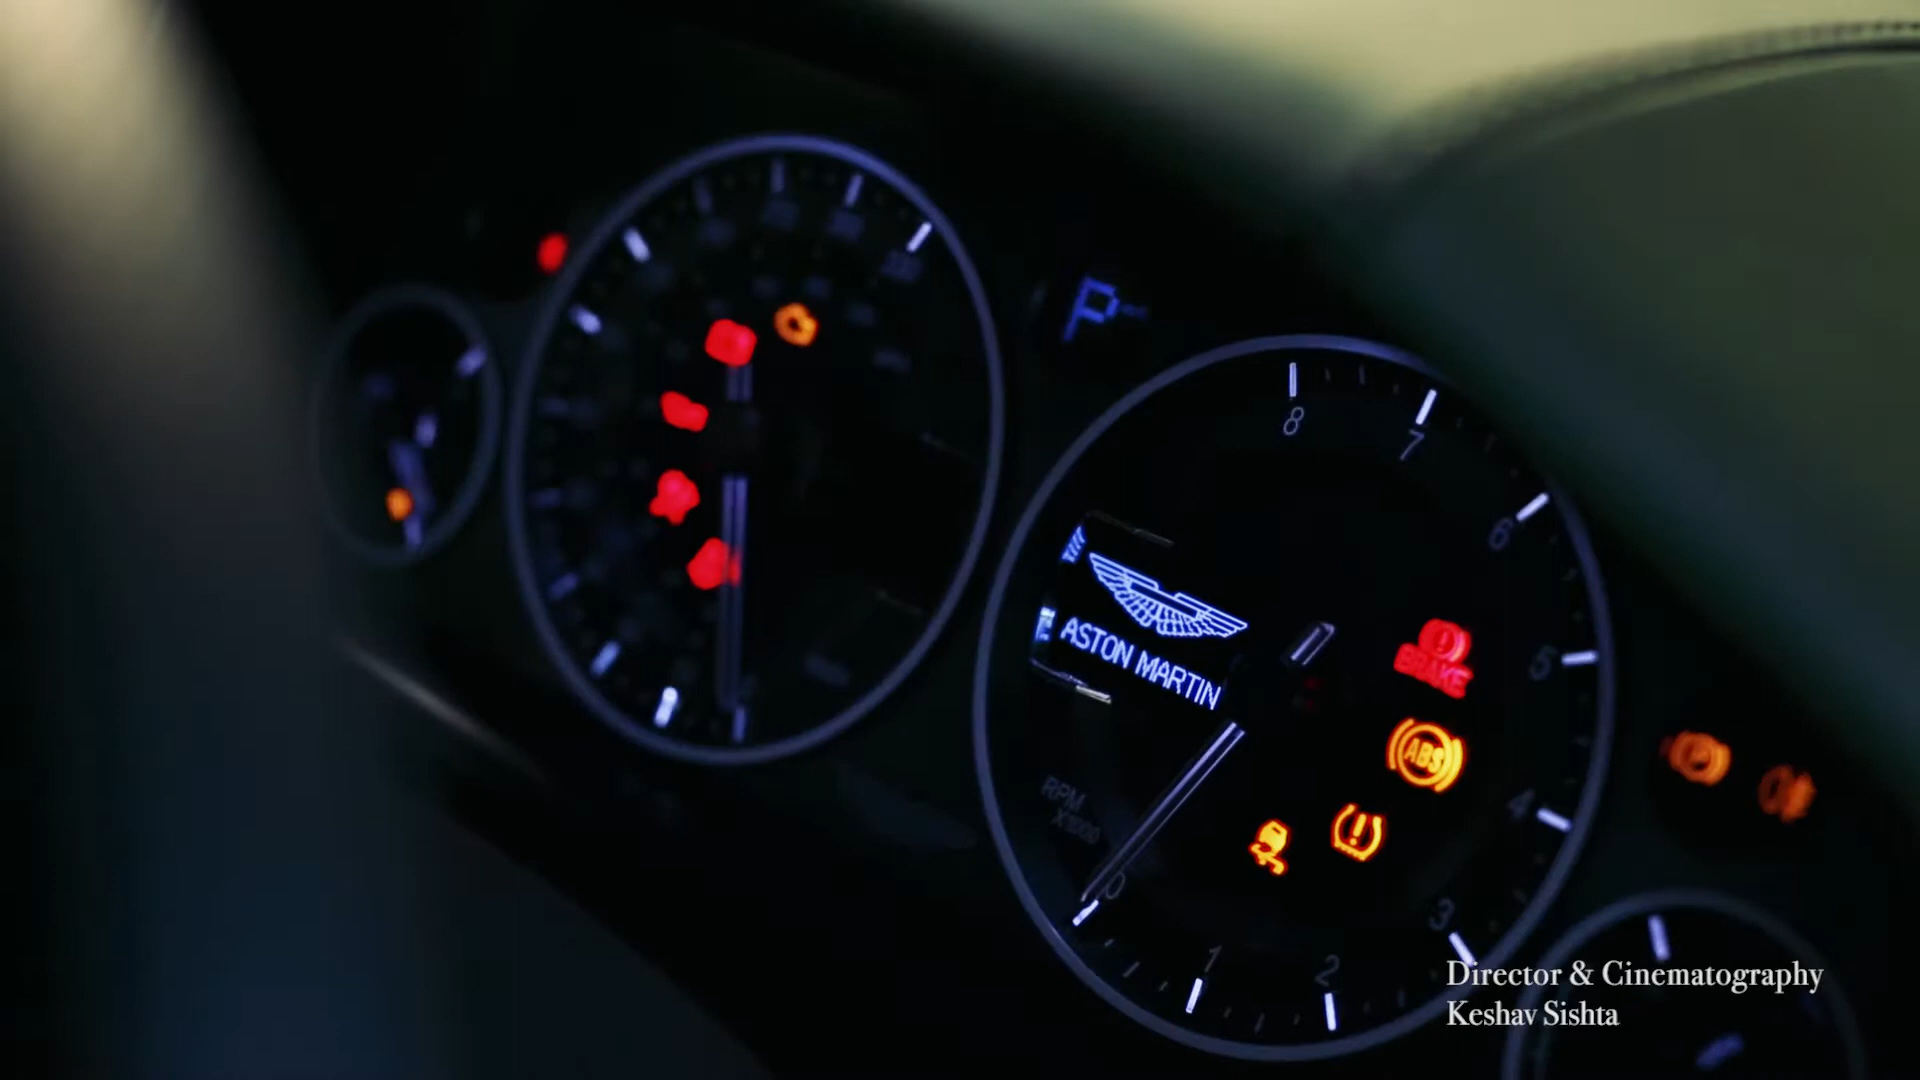 P
8
7
6
5
4
3
2
1
0
ASTON MARTIN
RPM
X1000
BRAKE
ABS
P
Director & Cinematography
Keshav Sishta